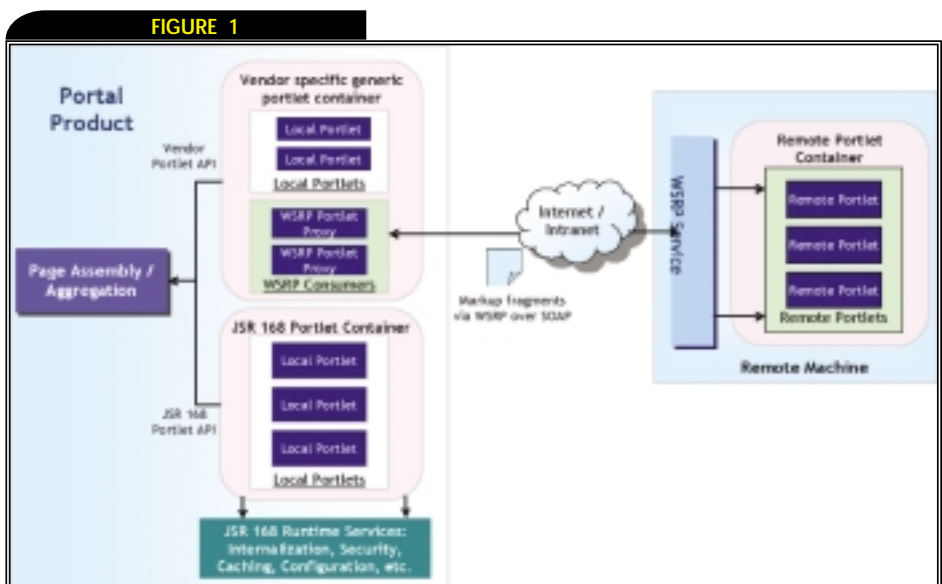 FIGURE 1
Portal
Product
Vendor specific generic
portlet container
Vendor
Portlet API
Local Portlet
Local Portlet
Local Portlets
WSRP Portlet
Proxy
WSRP Portlet
Proxy
WSRP Consumers
Page Assembly /
Aggregation
JSR 168 Portlet Container
Local Portlet
Local Portlet
Local Portlet
Local Portlets
JSR 168
Portlet API
JSR 168 Runtime Services:
Internalization, Security,
Caching, Configuration, etc.
Internet /
Intranet
Markup fragments
via WSRP over SOAP
WSRP Service
Remote Portlet
Container
Remote Portlet
Remote Portlet
Remote Portlet
Remote Portlets
Remote Machine